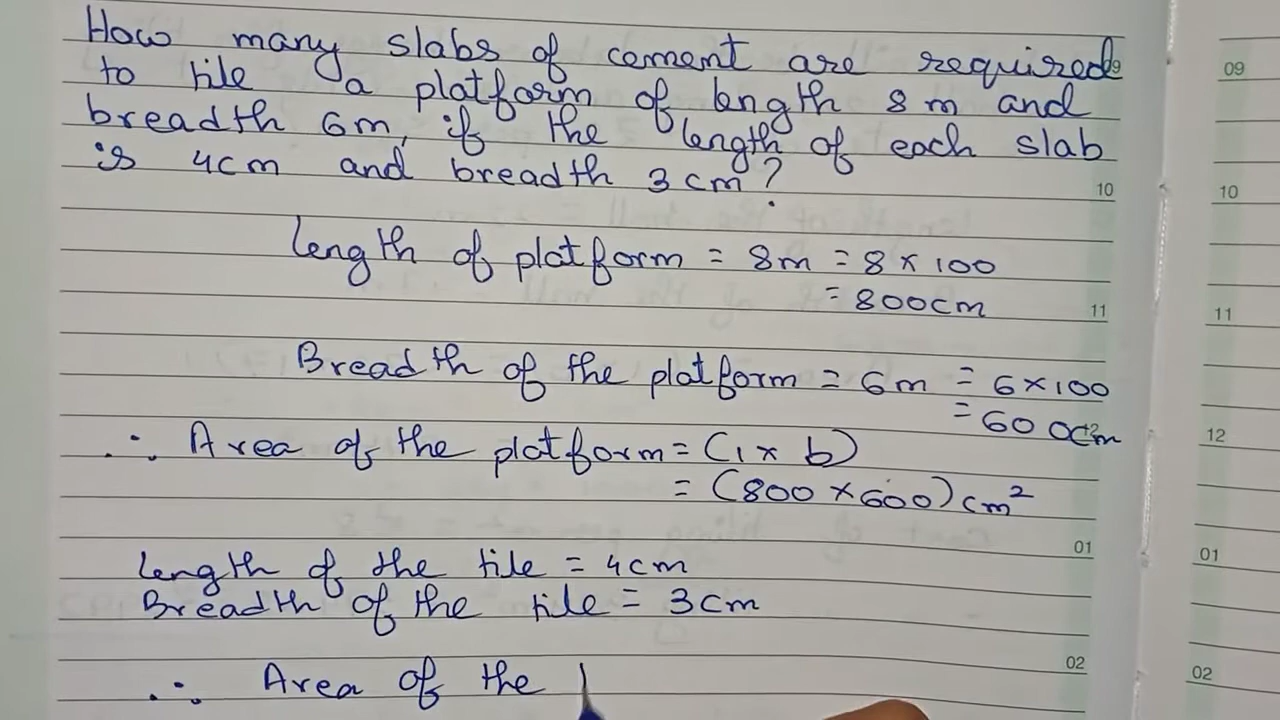 How many slabs of cement are required
to tile a platform of length 8 m and
breadth 6m, if the length of each slab
is 4cm and breadth 3cm?
length of platform = 8m = 8 × 100
= 800cm
Breadth of the platform = 6m = 6×100
= 600cm
∴ Area of the platform = (l × b)
= (800 × 600) cm²
length of the tile = 4cm
Breadth of the tile = 3cm
∴ Area of the
09
10
11
12
01
02
09
10
11
12
01
02